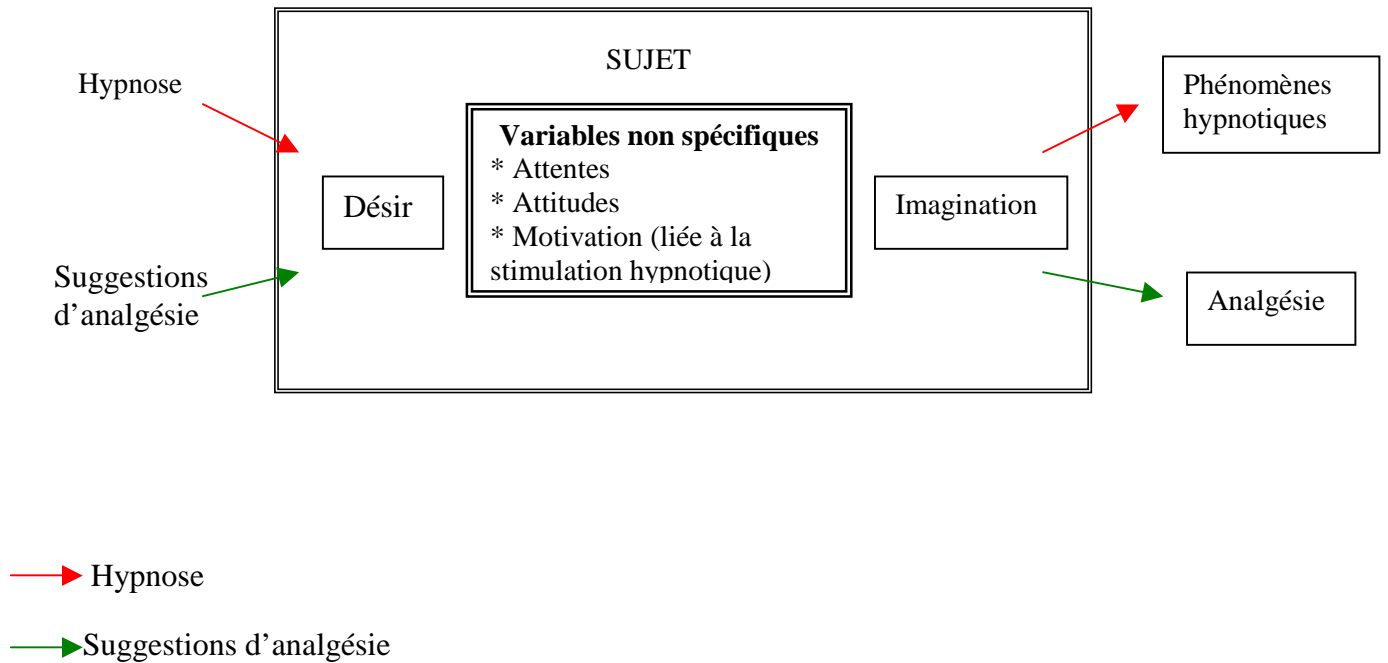 SUJET
Hypnose
Variables non spécifiques
* Attentes
* Attitudes
* Motivation (liée à la
stimulation hypnotique)
Désir
Imagination
Phénomènes
hypnotiques
Suggestions
d’analgésie
Analgésie
Hypnose
Suggestions d’analgésie